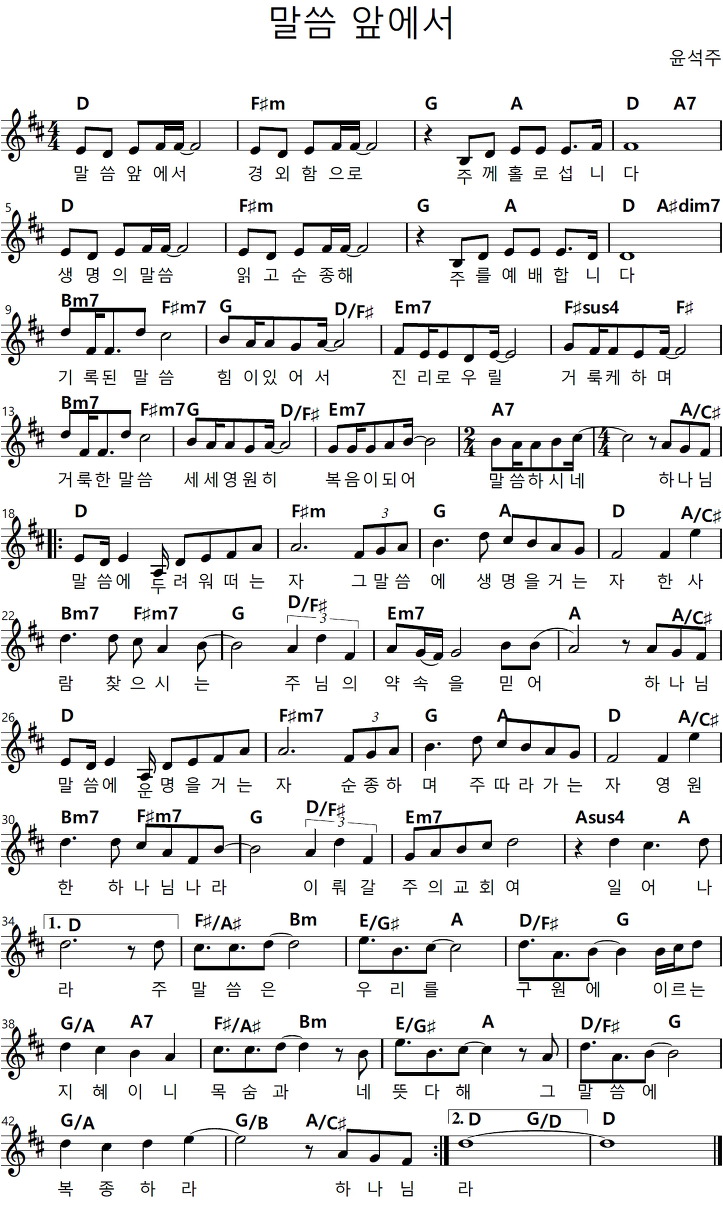 말씀 앞에서
윤석주
D F♯m G A D A7
말 씀 앞 에서 경 외 함 으로 주 께 홀 로 섭 니 다
5 D F♯m G A D A♯dim7
생 명 의 말씀 읽 고 순 종해 주 를 예 배 합 니 다
9 Bm7 F♯m7 G D/F♯ Em7 F♯sus4 F♯
기 록된 말 씀 힘 이있 어 서 진 리로 우 릴 거 룩케 하 며
13 Bm7 F♯m7 G D/F♯ Em7 A7 A/C♯
거룩한 말 씀 세세영 원 히 복음이 되어 말 씀하 시 네 하나님
18 D F♯m G A D A/C♯
3
말 씀에 두 려 워 떠 는 자 그 말 씀 에 생 명 을 거 는 자 한 사
22 Bm7 F♯m7 G D/F♯ Em7 A A/C♯
3
람 찾 으 시 는 주 님 의 약 속 을 믿 어 하 나 님
26 D F♯m7 G A D A/C♯
3
말 씀에 운 명 을 거 는 자 순 종 하 며 주 따 라 가 는 자 영 원
30 Bm7 F♯m7 G D/F♯ Em7 Asus4 A
3
한 하 나 님 나 라 이 뤄 갈 주 의 교 회 여 일 어 나
34 1. D F♯/A♯ Bm E/G♯ A D/F♯ G
라 주 말 씀 은 우 리 를 구 원 에 이 르 는
38 G/A A7 F♯/A♯ Bm E/G♯ A D/F♯ G
지 혜 이 니 목 숨 과 네 뜻 다 해 그 말 씀 에
42 G/A G/B A/C♯ 2. D G/D D
복 종 하 라 하 나 님 라